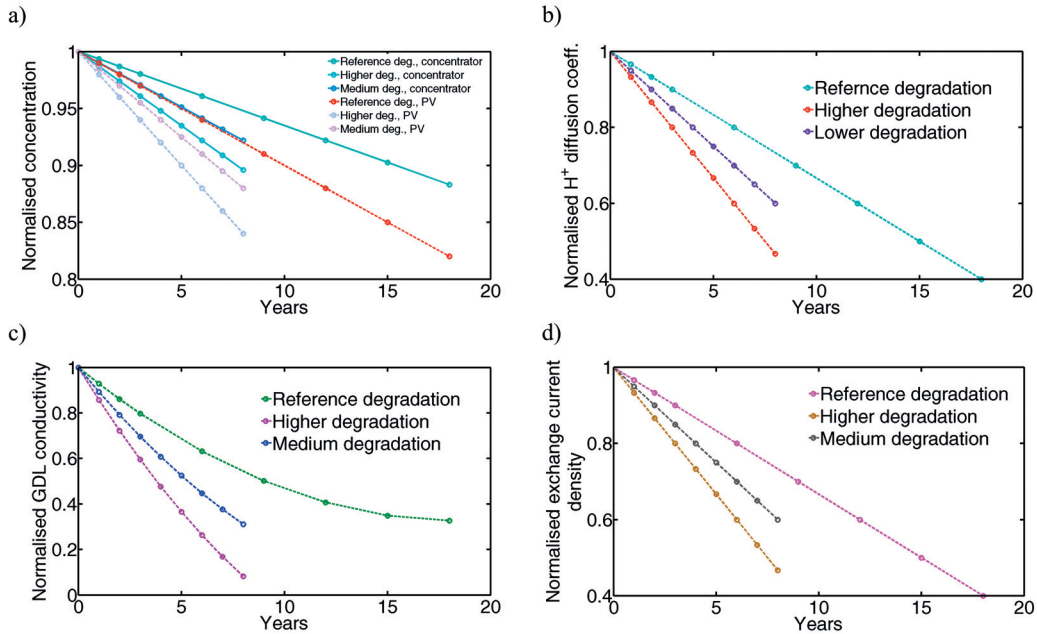 a)
1
0.95
0.9
0.85
0.8
0
5
10
15
20
Normalised concentration
Years
Reference deg., concentrator
Higher deg., concentrator
Medium deg., concentrator
Reference deg., PV
Higher deg., PV
Medium deg., PV
b)
1
0.8
0.6
0.4
0
5
10
15
20
Normalised H+ diffusion coeff.
Years
Refernce degradation
Higher degradation
Lower degradation
c)
1
0.8
0.6
0.4
0.2
0
0
5
10
15
20
Normalised GDL conductivity
Years
Reference degradation
Higher degradation
Medium degradation
d)
1
0.8
0.6
0.4
0
5
10
15
20
Normalised exchange current
density
Years
Reference degradation
Higher degradation
Medium degradation